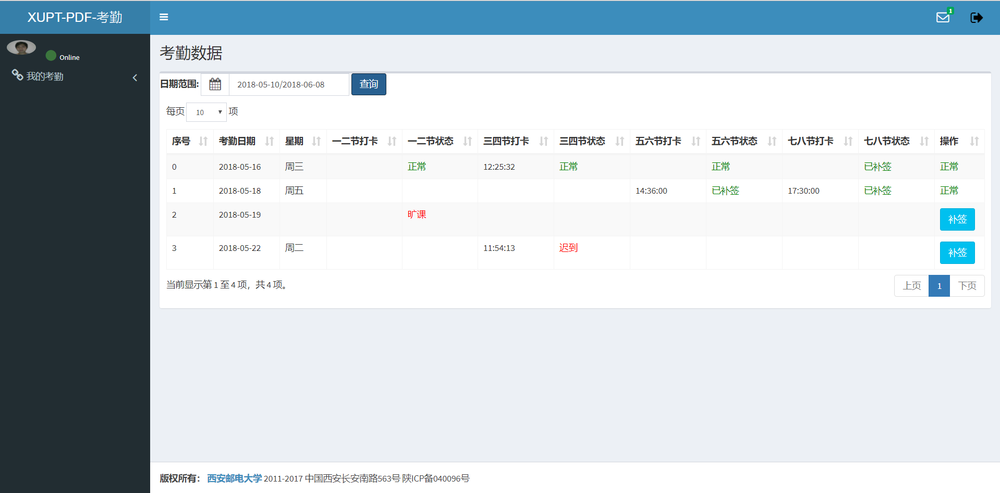 XUPT-PDF-考勤
1
Online
我的考勤
考勤数据
日期范围: 2018-05-10/2018-06-08 查询
每页 10 项
序号 考勤日期 星期 一二节打卡 一二节状态 三四节打卡 三四节状态 五六节打卡 五六节状态 七八节打卡 七八节状态 操作
0 2018-05-16 周三 正常 12:25:32 正常 正常 已补签 正常
1 2018-05-18 周五 14:36:00 已补签 17:30:00 已补签 正常
2 2018-05-19 旷课 补签
3 2018-05-22 周二 11:54:13 迟到 补签
当前显示第 1 至 4 项，共 4 项。
上页 1 下页
版权所有： 西安邮电大学 2011-2017 中国西安长安南路563号 陕ICP备040096号